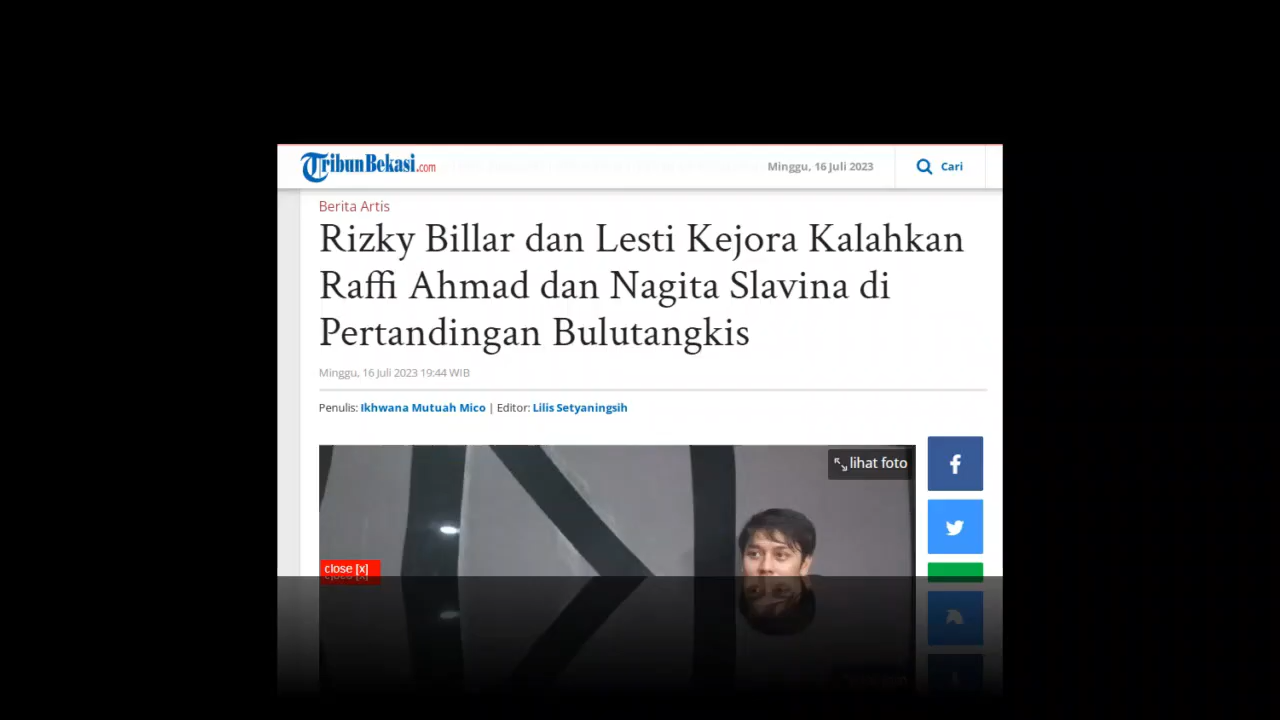 TribunBekasi.com
Minggu, 16 Juli 2023
Cari
Berita Artis
Rizky Billar dan Lesti Kejora Kalahkan
Raffi Ahmad dan Nagita Slavina di
Pertandingan Bulutangkis
Minggu, 16 Juli 2023 19:44 WIB
Penulis: Ikhwana Mutuah Mico | Editor: Lilis Setyaningsih
lihat foto
close [x]